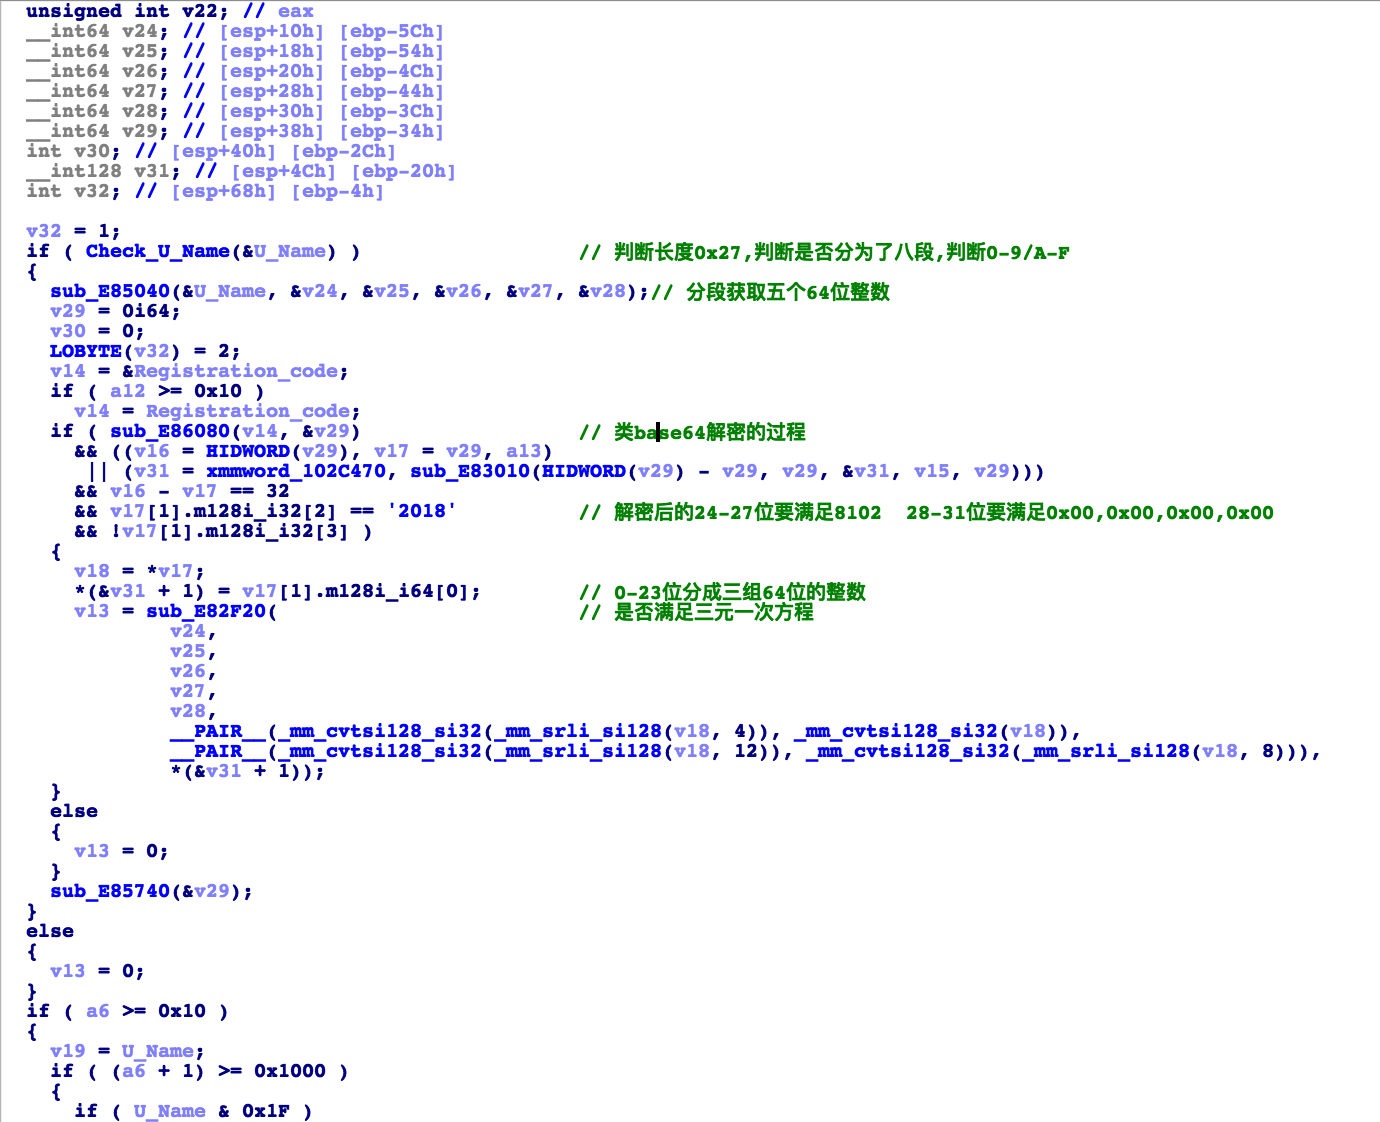 unsigned int v22; // eax
__int64 v24; // [esp+10h] [ebp-5Ch]
__int64 v25; // [esp+18h] [ebp-54h]
__int64 v26; // [esp+20h] [ebp-4Ch]
__int64 v27; // [esp+28h] [ebp-44h]
__int64 v28; // [esp+30h] [ebp-3Ch]
__int64 v29; // [esp+38h] [ebp-34h]
int v30; // [esp+40h] [ebp-2Ch]
__int128 v31; // [esp+4Ch] [ebp-20h]
int v32; // [esp+68h] [ebp-4h]

v32 = 1;
if ( Check_U_Name(&U_Name) ) // 判断长度0x27,判断是否分为了八段,判断0-9/A-F
{
  sub_E85040(&U_Name, &v24, &v25, &v26, &v27, &v28);// 分段获取五个64位整数
  v29 = 0i64;
  v30 = 0;
  LOBYTE(v32) = 2;
  v14 = &Registration_code;
  if ( a12 >= 0x10 )
    v14 = Registration_code;
  if ( sub_E86080(v14, &v29) // 类base64解密的过程
    && ((v16 = HIDWORD(v29), v17 = v29, a13)
     || (v31 = xmmword_102C470, sub_E83010(HIDWORD(v29) - v29, v29, &v31, v15, v29)))
    && v16 - v17 == 32
    && v17[1].m128i_i32[2] == '2018' // 解密后的24-27位要满足8102  28-31位要满足0x00,0x00,0x00,0x00
    && !v17[1].m128i_i32[3] )
  {
    v18 = *v17;
    *(&v31 + 1) = v17[1].m128i_i64[0]; // 0-23位分成三组64位的整数
    v13 = sub_E82F20( // 是否满足三元一次方程
            v24,
            v25,
            v26,
            v27,
            v28,
            __PAIR__(_mm_cvtsi128_si32(_mm_srli_si128(v18, 4)), _mm_cvtsi128_si32(v18)),
            __PAIR__(_mm_cvtsi128_si32(_mm_srli_si128(v18, 12)), _mm_cvtsi128_si32(_mm_srli_si128(v18, 8))),
            *(&v31 + 1));
  }
  else
  {
    v13 = 0;
  }
  sub_E85740(&v29);
}
else
{
  v13 = 0;
}
if ( a6 >= 0x10 )
{
  v19 = U_Name;
  if ( (a6 + 1) >= 0x1000 )
  {
    if ( U_Name & 0x1F )